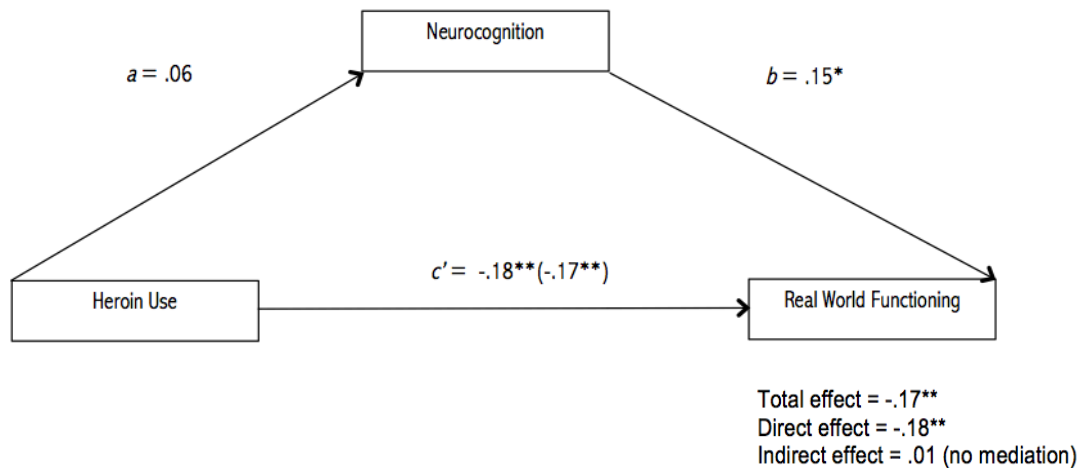 Neurocognition
a = .06
b = .15*
c' = -.18**(-.17**)
Heroin Use
Real World Functioning
Total effect = -.17**
Direct effect = -.18**
Indirect effect = .01 (no mediation)